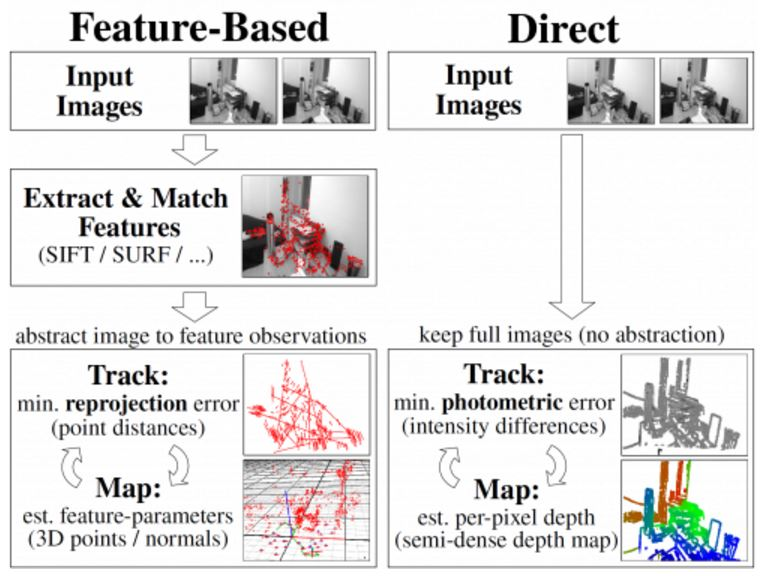 Feature-Based
Input
Images
Extract & Match
Features
(SIFT / SURF / ...)
abstract image to feature observations
Track:
min. reprojection error
(point distances)
Map:
est. feature-parameters
(3D points / normals)
Direct
Input
Images
keep full images (no abstraction)
Track:
min. photometric error
(intensity differences)
Map:
est. per-pixel depth
(semi-dense depth map)